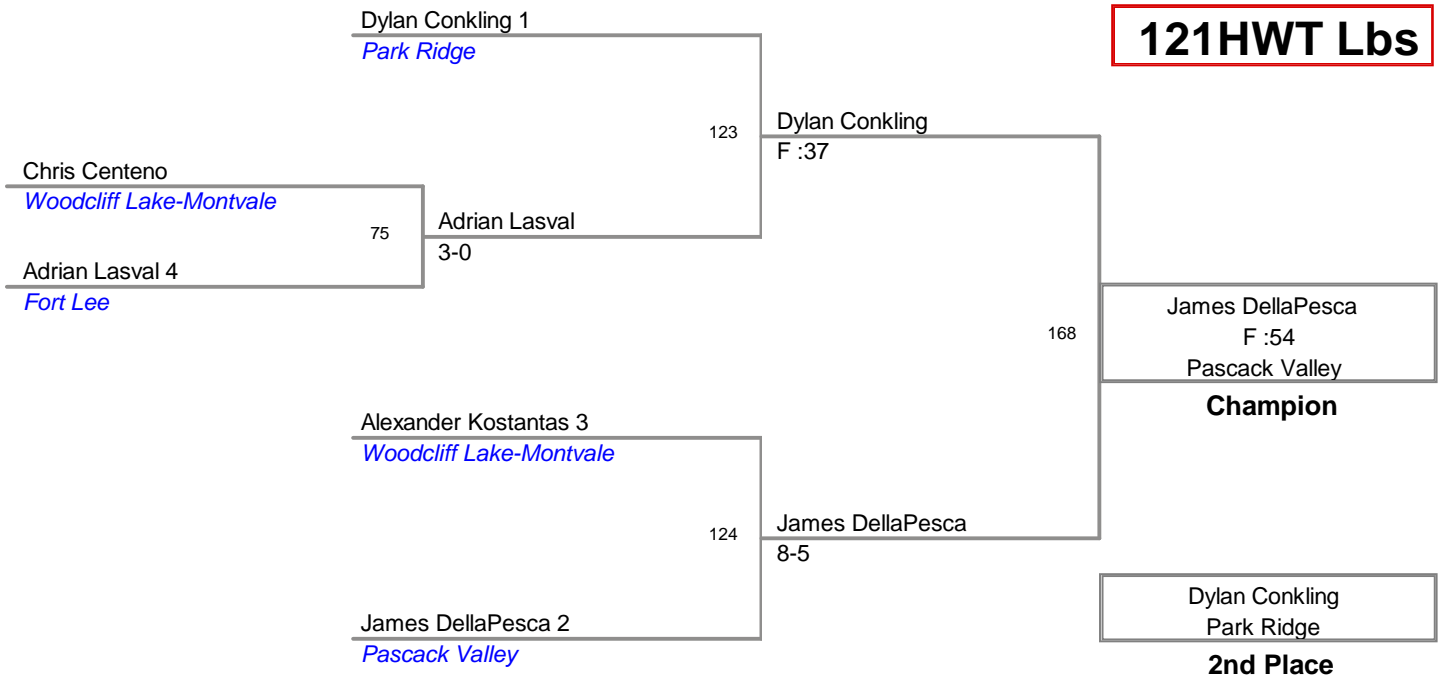 Dylan Conkling 1
Park Ridge
121HWT Lbs
123
Dylan Conkling
F :37
Chris Centeno
Woodcliff Lake-Montvale
75
Adrian Lasval
3-0
Adrian Lasval 4
Fort Lee
168
James DellaPesca
F :54
Pascack Valley
Champion
Alexander Kostantas 3
Woodcliff Lake-Montvale
124
James DellaPesca
8-5
James DellaPesca 2
Pascack Valley
Dylan Conkling
Park Ridge
2nd Place